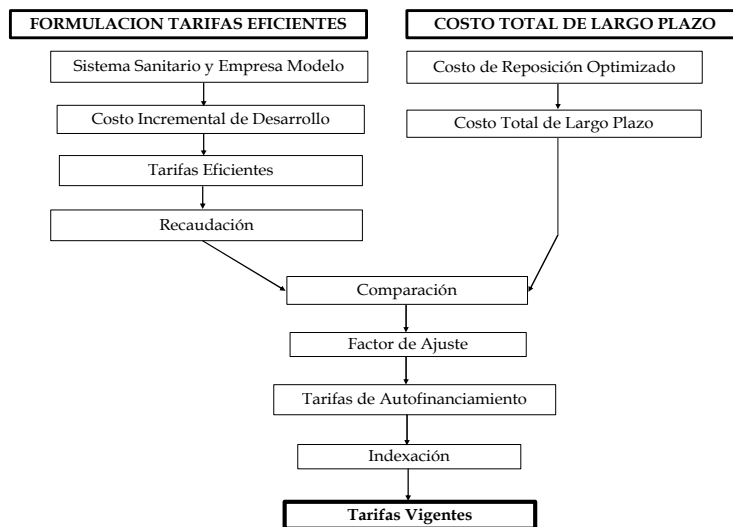 FORMULACION TARIFAS EFICIENTES
COSTO TOTAL DE LARGO PLAZO
Sistema Sanitario y Empresa Modelo
Costo de Reposición Optimizado
Costo Incremental de Desarrollo
Costo Total de Largo Plazo
Tarifas Eficientes
Recaudación
Comparación
Factor de Ajuste
Tarifas de Autofinanciamiento
Indexación
Tarifas Vigentes